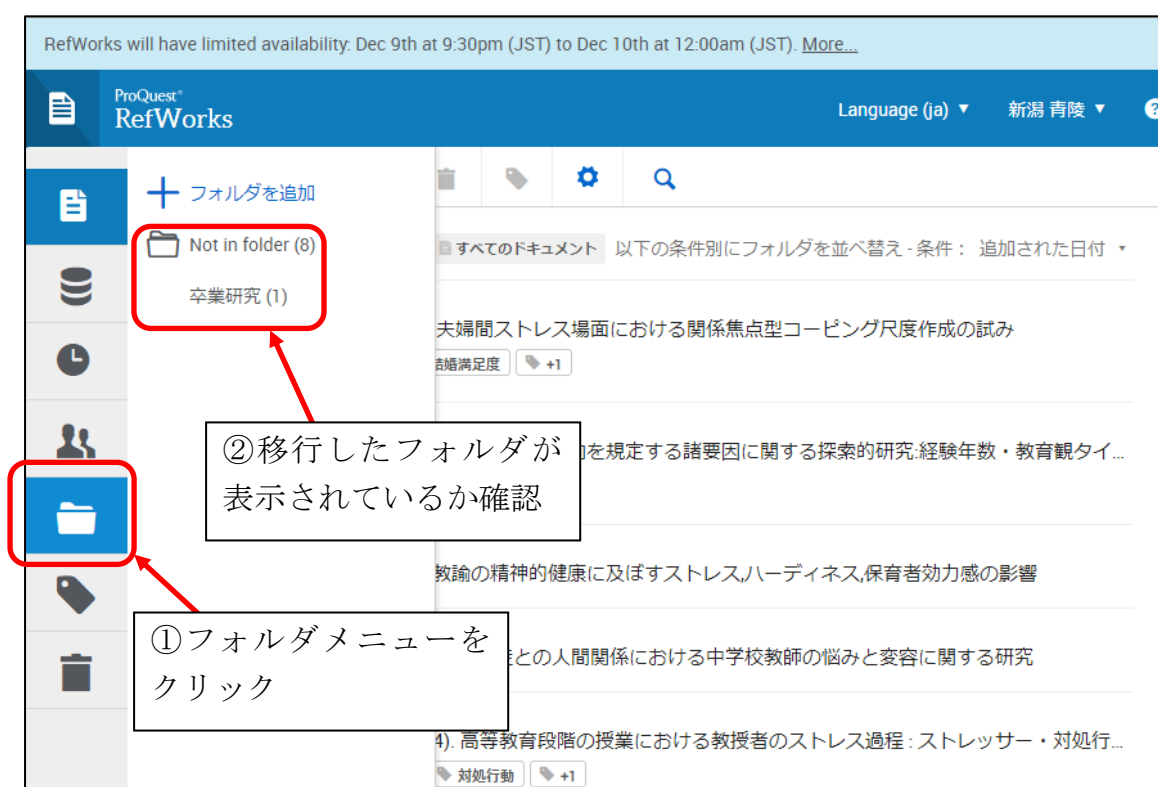 RefWorks will have limited availability: Dec 9th at 9:30pm (JST) to Dec 10th at 12:00am (JST). More...
ProQuest®
RefWorks
Language (ja) ▼ 新潟 青陵 ▼
フォルダを追加
Not in folder (8)
卒業研究 (1)
すべてのドキュメント 以下の条件別にフォルダを並べ替え - 条件： 追加された日付
夫婦間ストレス場面における関係焦点型コーピング尺度作成の試み
結婚満足度 +1
②移行したフォルダが
表示されているか確認
を規定する諸要因に関する探索的研究:経験年数・教育観タイ...
教諭の精神的健康に及ぼすストレス,ハーディネス,保育者効力感の影響
①フォルダメニューを
クリック
との人間関係における中学校教師の悩みと変容に関する研究
4). 高等教育段階の授業における教授者のストレス過程 : ストレッサー・対処行...
対処行動 +1